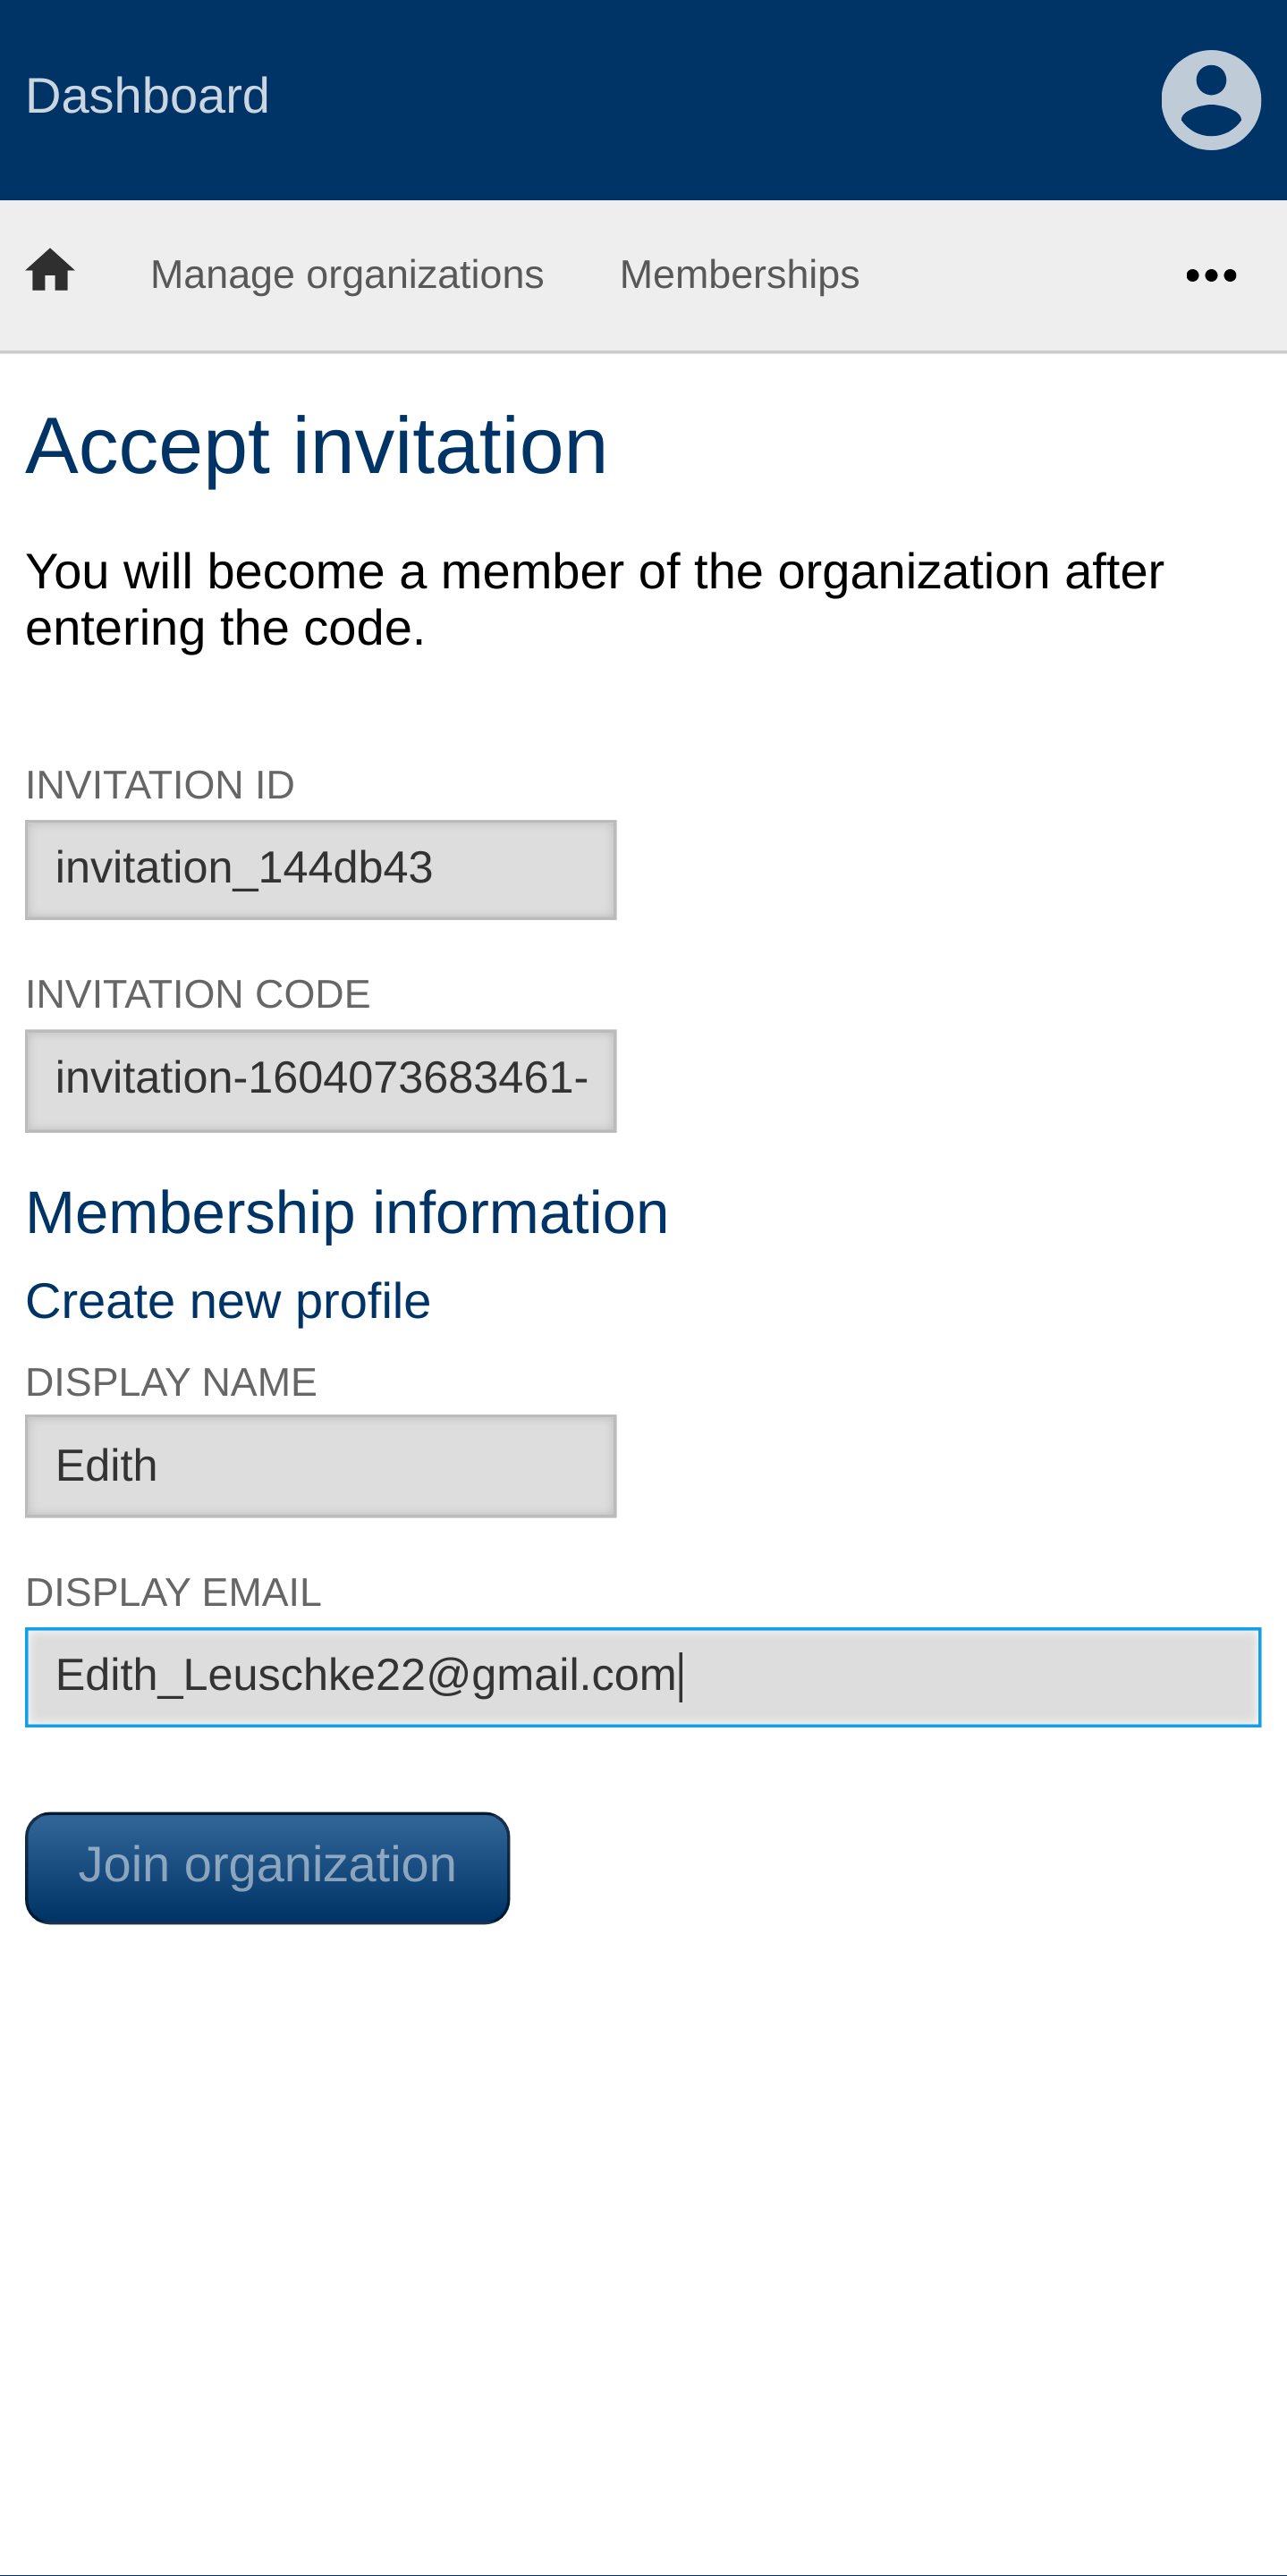 Dashboard
Manage organizations Memberships
Accept invitation
You will become a member of the organization after
entering the code.
INVITATION ID
invitation_144db43
INVITATION CODE
invitation-1604073683461-
Membership information
Create new profile
DISPLAY NAME
Edith
DISPLAY EMAIL
Edith_Leuschke22@gmail.com
Join organization